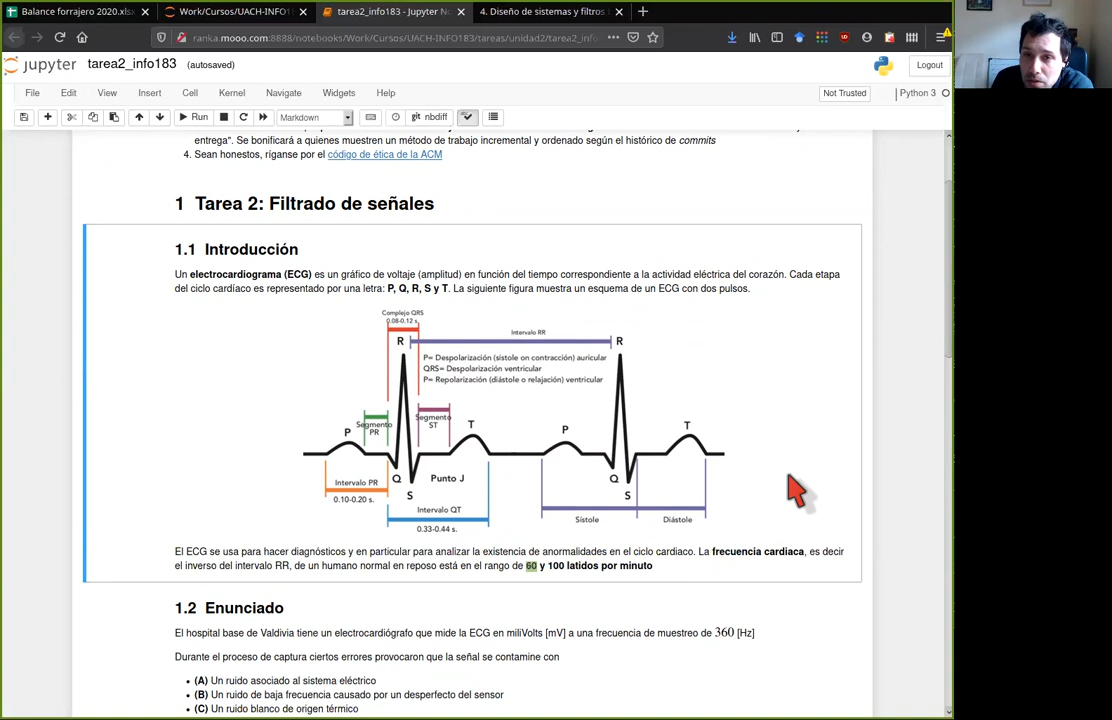 Balance forrajero 2020.xlsx
Work/Cursos/UACH-INFO1
tarea2_info183 - Jupyter No
4. Diseño de sistemas y filtros
ranka.mooo.com:8888/notebooks/Work/Cursos/UACH-INFO183/tareas/unidad2/tarea2_info
jupyter tarea2_info183 (autosaved)
Logout
File Edit View Insert Cell Kernel Navigate Widgets Help
Not Trusted
Python 3
Run
Markdown
nbdiff
entrega". Se bonificará a quienes muestren un método de trabajo incremental y ordenado según el histórico de commits
4. Sean honestos, ríganse por el código de ética de la ACM
1 Tarea 2: Filtrado de señales
1.1 Introducción
Un electrocardiograma (ECG) es un gráfico de voltaje (amplitud) en función del tiempo correspondiente a la actividad eléctrica del corazón. Cada etapa
del ciclo cardíaco es representado por una letra: P, Q, R, S y T. La siguiente figura muestra un esquema de un ECG con dos pulsos.
Complejo QRS
0.08-0.12 s.
Intervalo RR
R
R
P= Despolarización (sístole on contracción) auricular
QRS= Despolarización ventricular
P= Repolarización (diástole o relajación) ventricular
Segmento
PR
Segmento
ST
P
T
P
T
Q
S
Punto J
Q
S
Intervalo PR
0.10-0.20 s.
Intervalo QT
0.33-0.44 s.
Sístole
Diástole
El ECG se usa para hacer diagnósticos y en particular para analizar la existencia de anormalidades en el ciclo cardiaco. La frecuencia cardiaca, es decir
el inverso del intervalo RR, de un humano normal en reposo está en el rango de 60 y 100 latidos por minuto
1.2 Enunciado
El hospital base de Valdivia tiene un electrocardiógrafo que mide la ECG en miliVolts [mV] a una frecuencia de muestreo de 360 [Hz]
Durante el proceso de captura ciertos errores provocaron que la señal se contamine con
(A) Un ruido asociado al sistema eléctrico
(B) Un ruido de baja frecuencia causado por un desperfecto del sensor
(C) Un ruido blanco de origen térmico